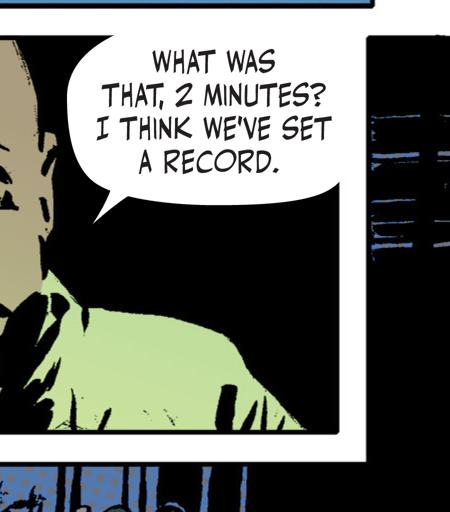 WHAT WAS
THAT, 2 MINUTES?
I THINK WE'VE SET
A RECORD.